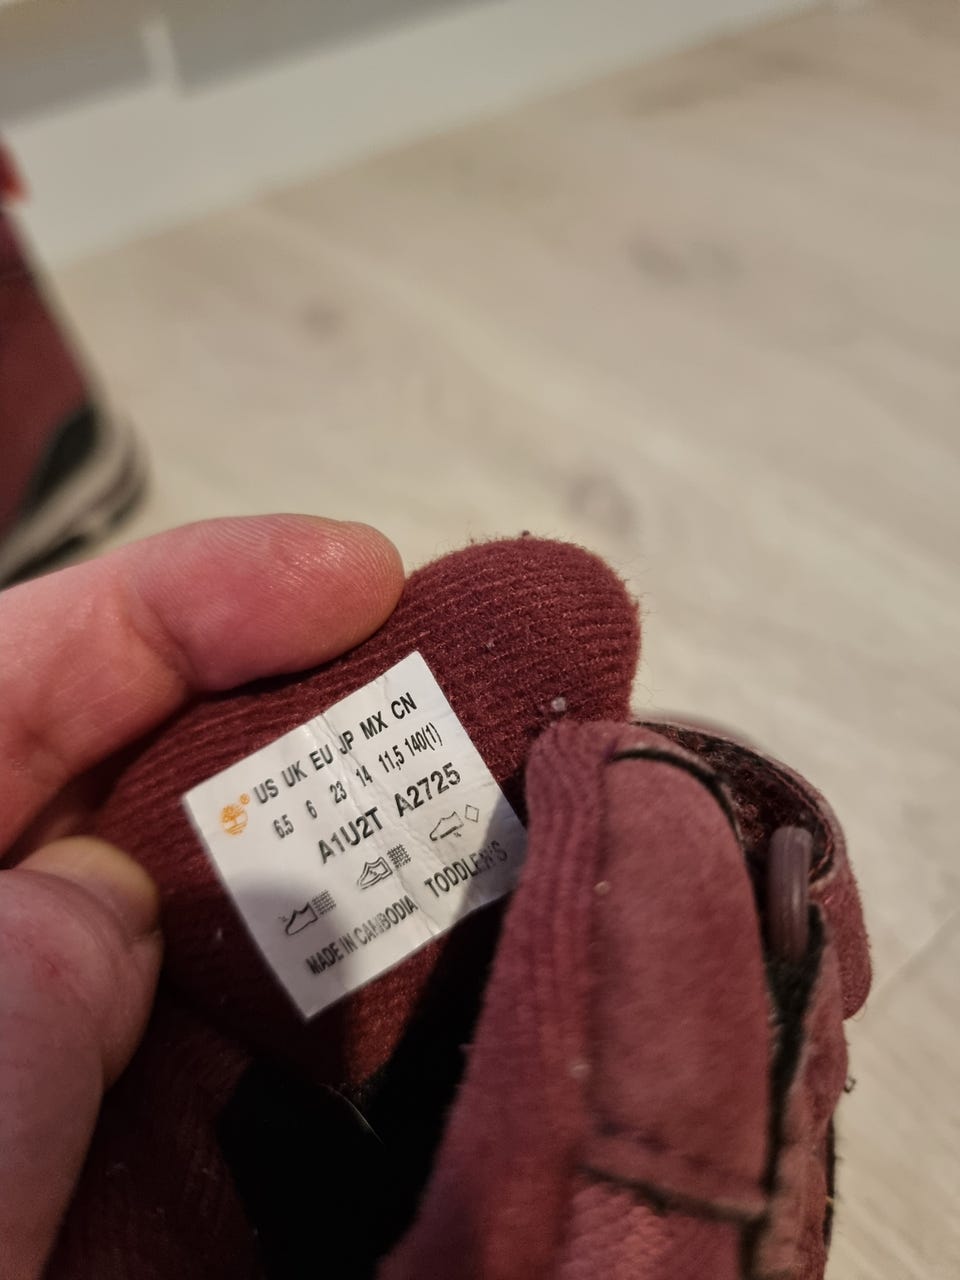 US UK EU JP MX CN
6.5 6 23 14 11,5 140(1)
A1U2T A2725
MADE IN CAMBODIA TODDLER'S